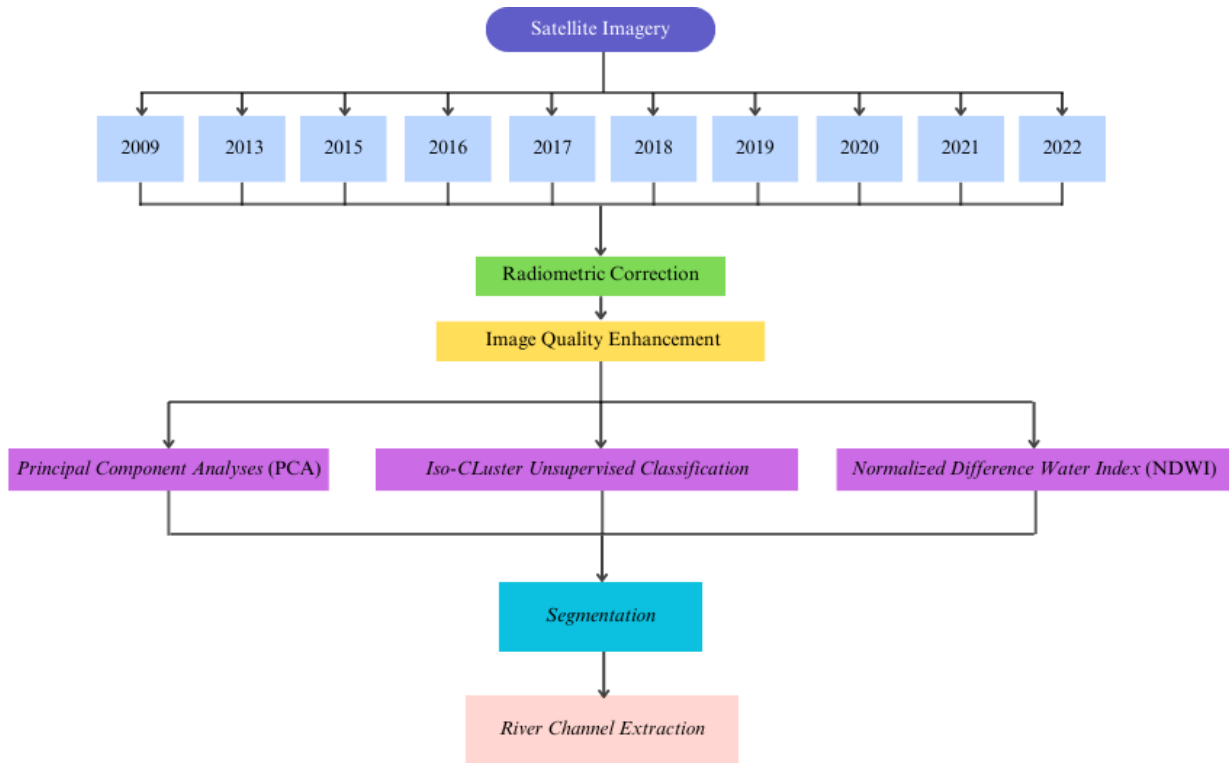 Satellite Imagery
2009
2013
2015
2016
2017
2018
2019
2020
2021
2022
Radiometric Correction
Image Quality Enhancement
Principal Component Analyses (PCA)
Iso-CLuster Unsupervised Classification
Normalized Difference Water Index (NDWI)
Segmentation
River Channel Extraction